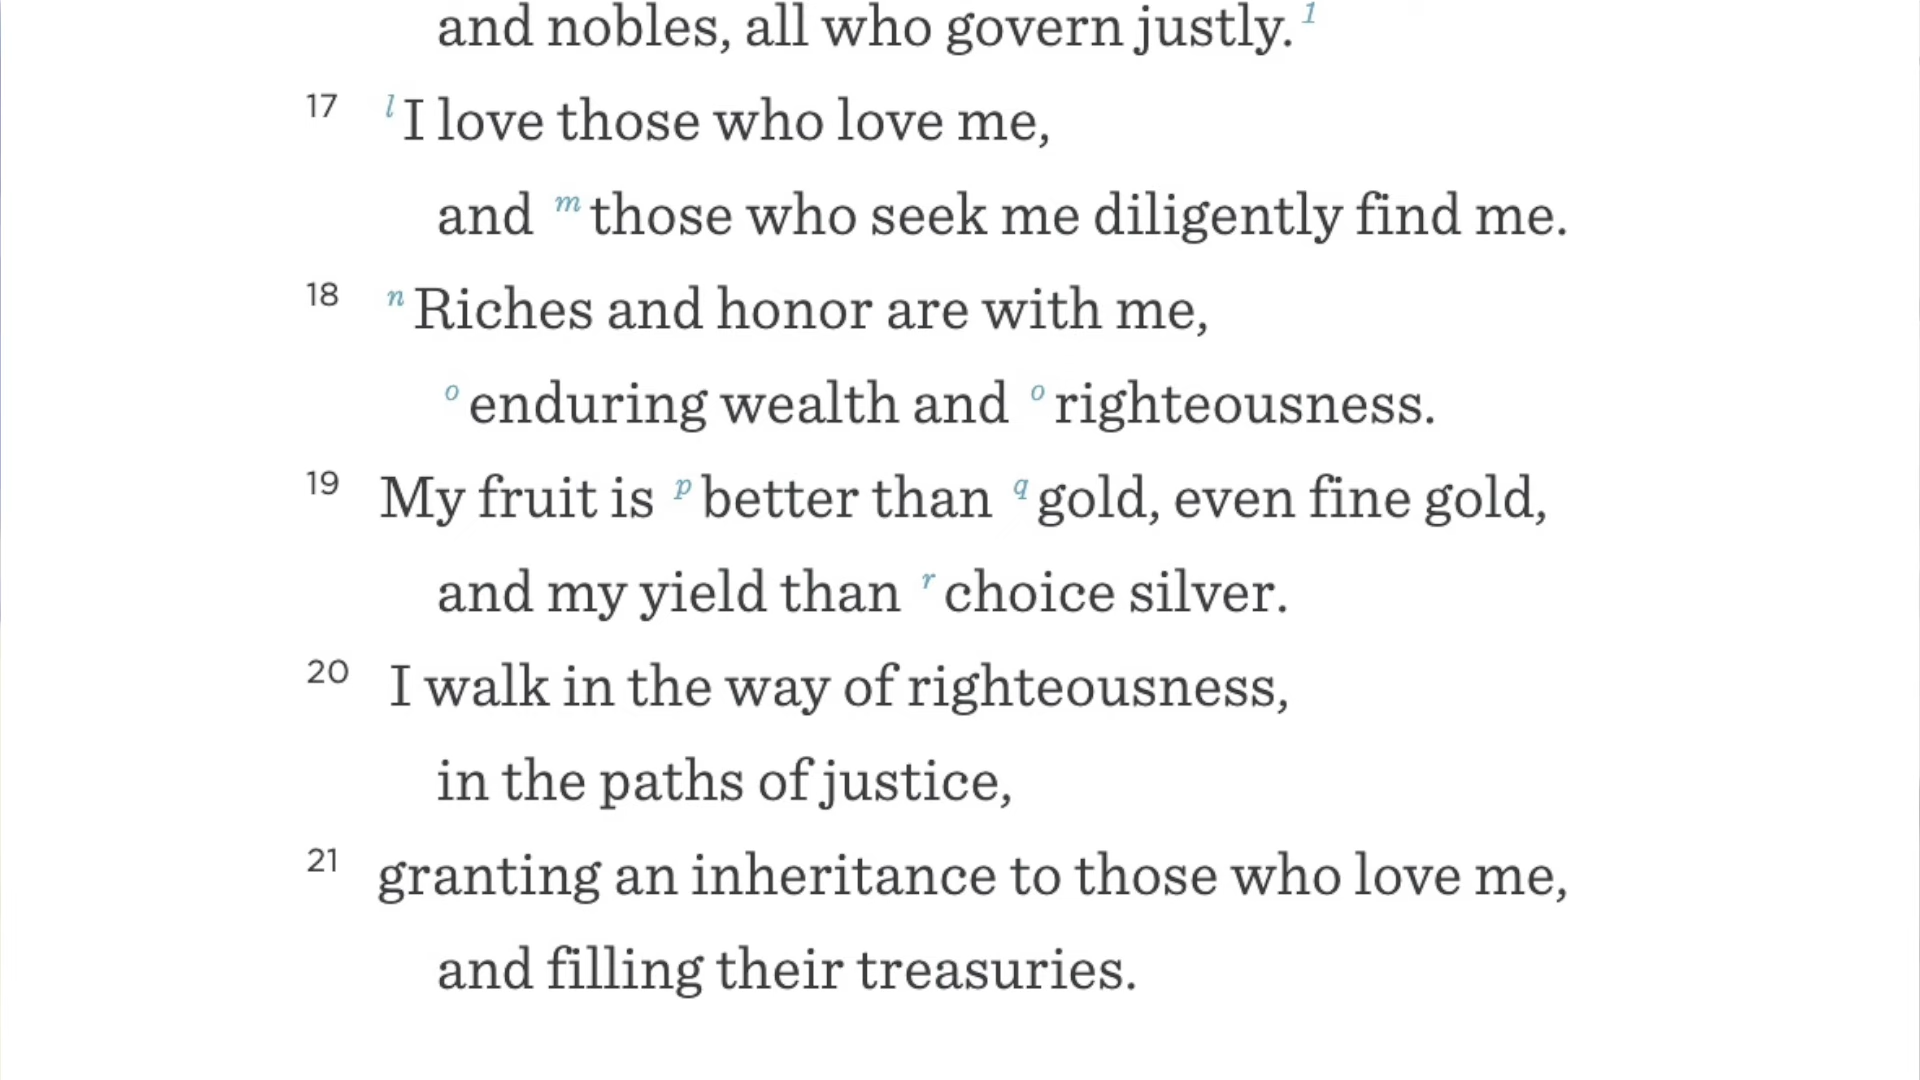 and nobles, all who govern justly. 1
17 l I love those who love me,
and m those who seek me diligently find me.
18 n Riches and honor are with me,
o enduring wealth and o righteousness.
19 My fruit is p better than q gold, even fine gold,
and my yield than r choice silver.
20 I walk in the way of righteousness,
in the paths of justice,
21 granting an inheritance to those who love me,
and filling their treasuries.